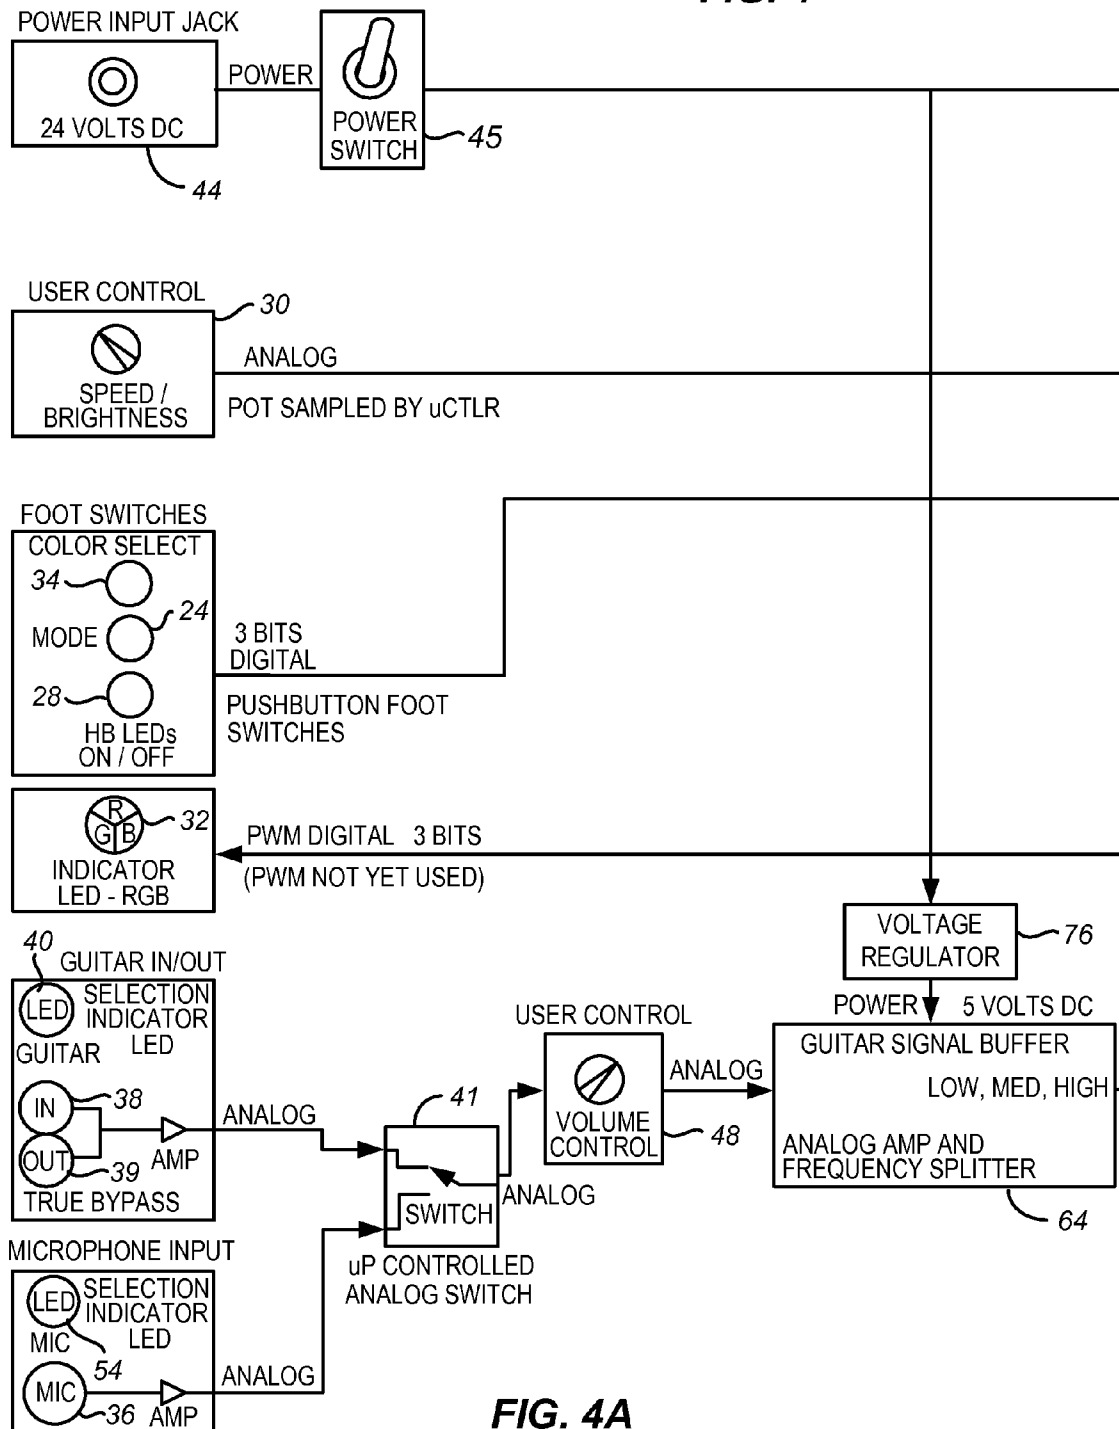 POWER INPUT JACK
24 VOLTS DC
44
POWER
POWER
SWITCH
45
USER CONTROL
30
SPEED /
BRIGHTNESS
ANALOG
POT SAMPLED BY uCTLR
FOOT SWITCHES
COLOR SELECT
34
MODE
24
28
HB LEDs
ON / OFF
3 BITS
DIGITAL
PUSHBUTTON FOOT
SWITCHES
R
G B
32
INDICATOR
LED - RGB
PWM DIGITAL 3 BITS
(PWM NOT YET USED)
VOLTAGE
REGULATOR
76
POWER 5 VOLTS DC
40
GUITAR IN/OUT
LED
SELECTION
INDICATOR
LED
GUITAR
IN
38
OUT
39
AMP
TRUE BYPASS
ANALOG
41
SWITCH
ANALOG
uP CONTROLLED
ANALOG SWITCH
USER CONTROL
VOLUME
CONTROL
48
ANALOG
GUITAR SIGNAL BUFFER
LOW, MED, HIGH
ANALOG AMP AND
FREQUENCY SPLITTER
64
MICROPHONE INPUT
LED
SELECTION
INDICATOR
LED
MIC
54
MIC
36
AMP
ANALOG
FIG. 4A